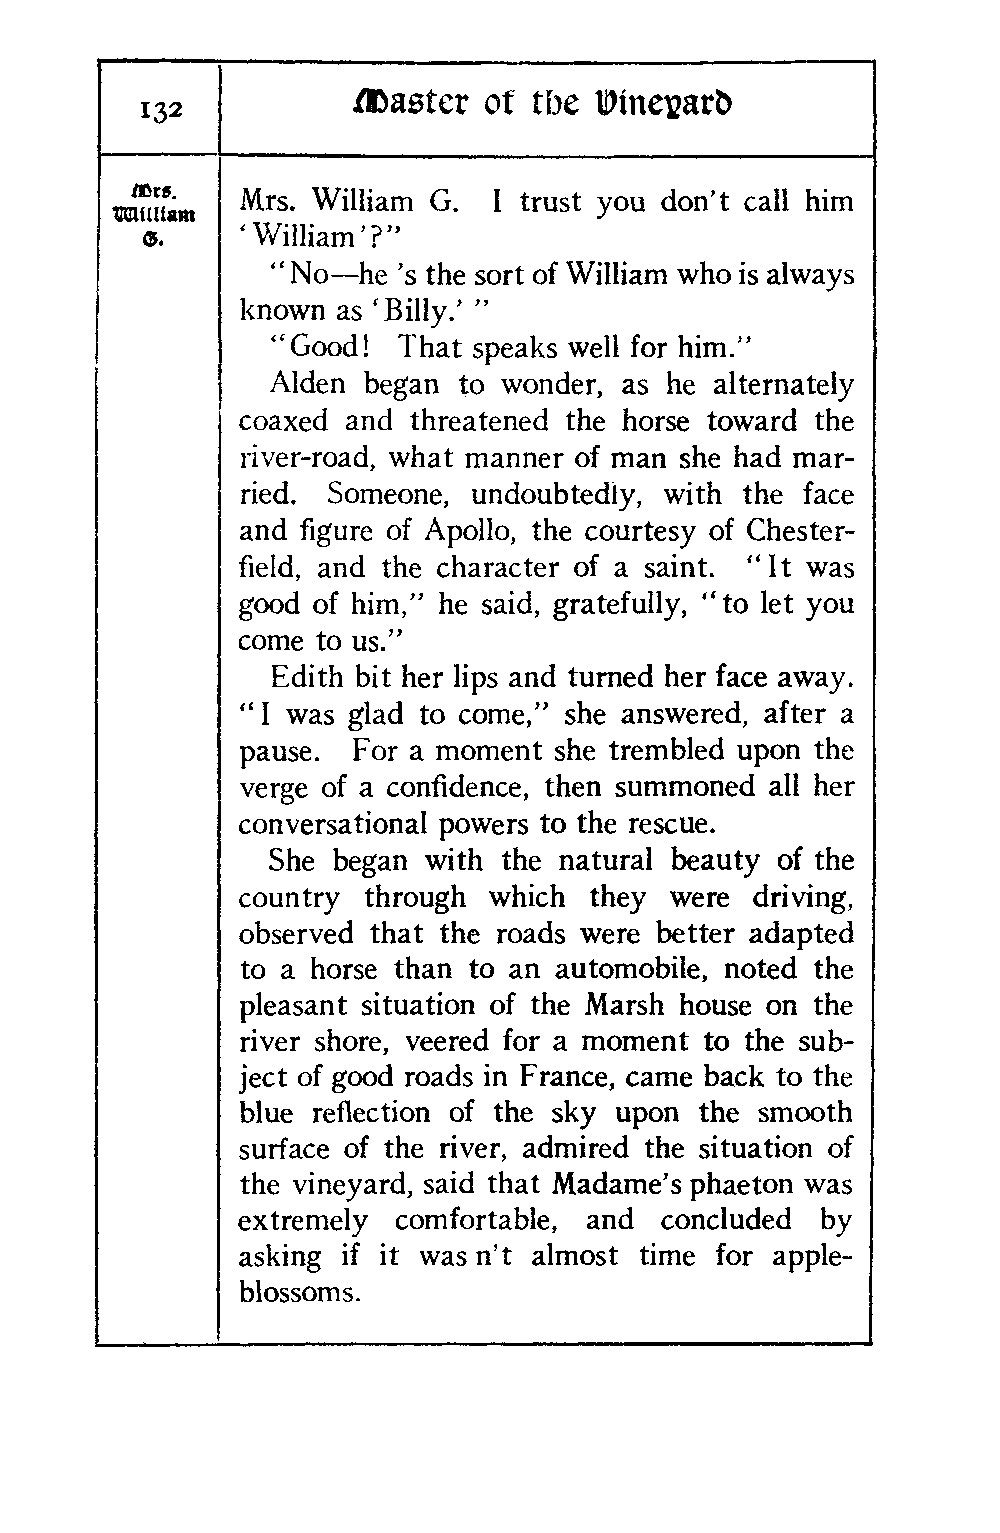 132
Master of the Vineyard
Mrs.
William
G.
Mrs. William G. I trust you don't call him
'William'?"
"No—he 's the sort of William who is always
known as 'Billy.' "
"Good! That speaks well for him."
Alden began to wonder, as he alternately
coaxed and threatened the horse toward the
river-road, what manner of man she had mar-
ried. Someone, undoubtedly, with the face
and figure of Apollo, the courtesy of Chester-
field, and the character of a saint. "It was
good of him," he said, gratefully, "to let you
come to us."
Edith bit her lips and turned her face away.
"I was glad to come," she answered, after a
pause. For a moment she trembled upon the
verge of a confidence, then summoned all her
conversational powers to the rescue.
She began with the natural beauty of the
country through which they were driving,
observed that the roads were better adapted
to a horse than to an automobile, noted the
pleasant situation of the Marsh house on the
river shore, veered for a moment to the sub-
ject of good roads in France, came back to the
blue reflection of the sky upon the smooth
surface of the river, admired the situation of
the vineyard, said that Madame's phaeton was
extremely comfortable, and concluded by
asking if it was n't almost time for apple-
blossoms.